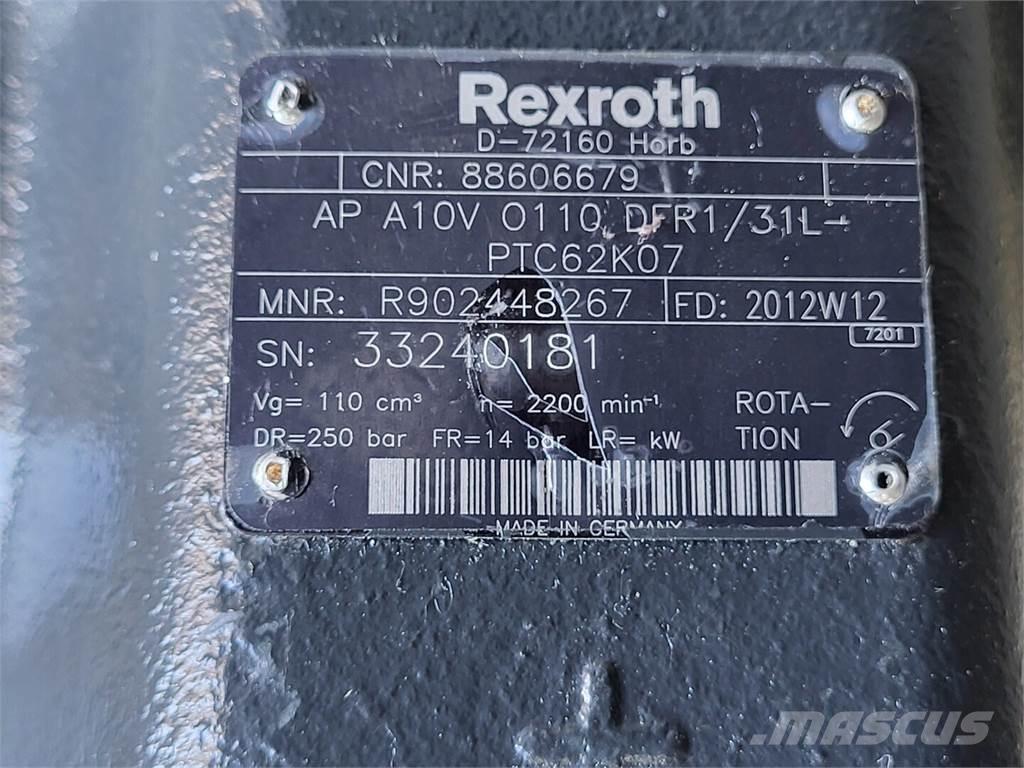 Rexroth
D-72160 Horb
CNR: 88606679
AP A10V O110 DFR1/31L-
PTC62K07
MNR: R902448267 FD: 2012W12
7201
SN: 33240181
Vg= 110 cm³ n= 2200 min⁻¹
DR=250 bar FR=14 bar LR= kW
ROTA-
TION
MADE IN GERMANY
MASCUS